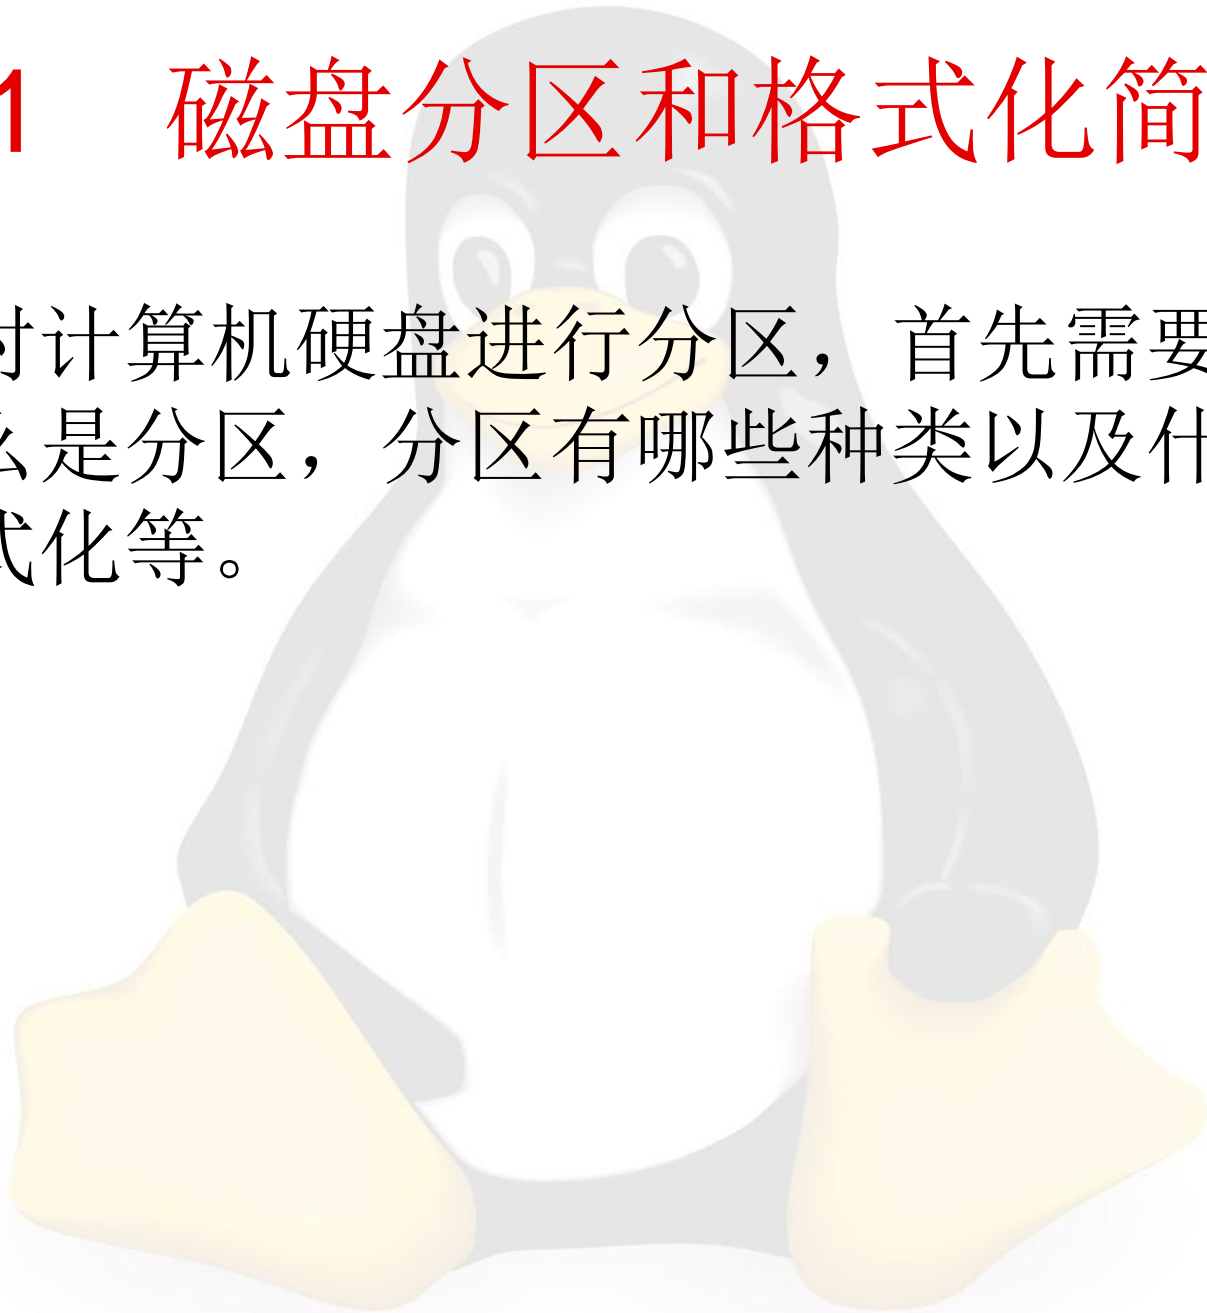 1 磁盘分区和格式化简
对计算机硬盘进行分区，首先需要
么是分区，分区有哪些种类以及什
式化等。